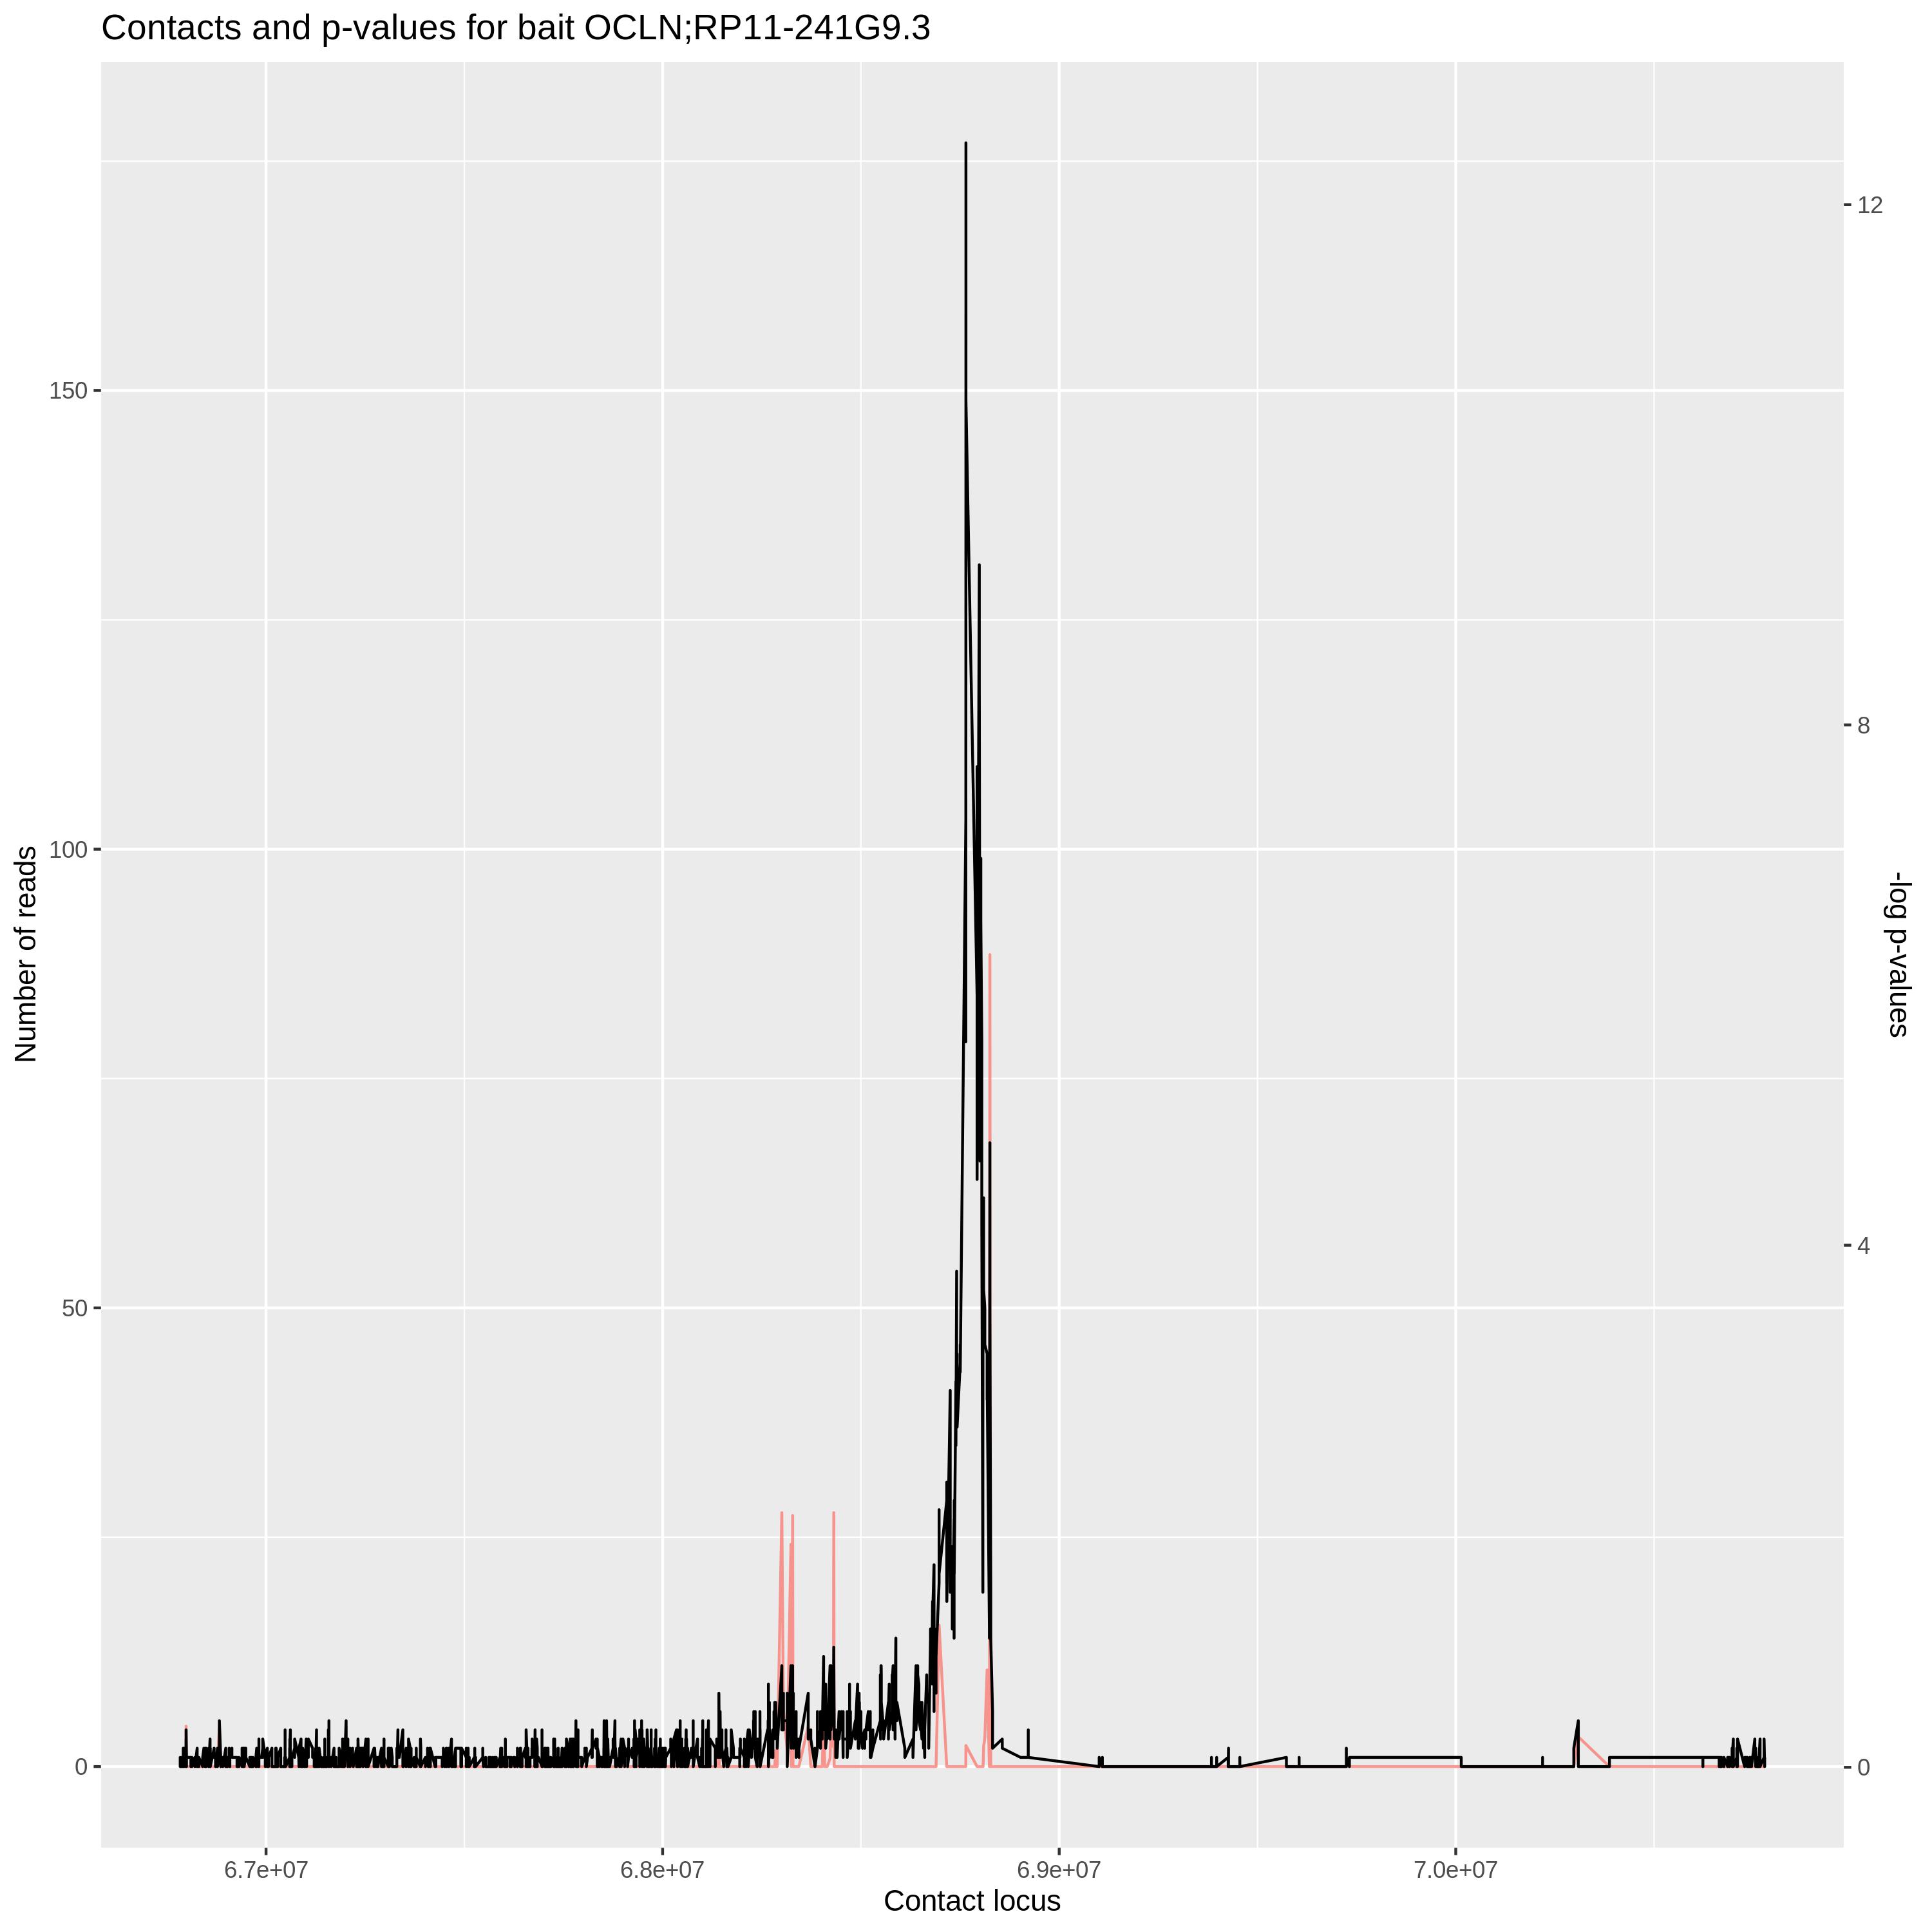 Contacts and p-values for bait OCLN;RP11-241G9.3
150
100
50
0
Number of reads
12
8
4
0
-log p-values
6.7e+07
6.8e+07
6.9e+07
7.0e+07
Contact locus